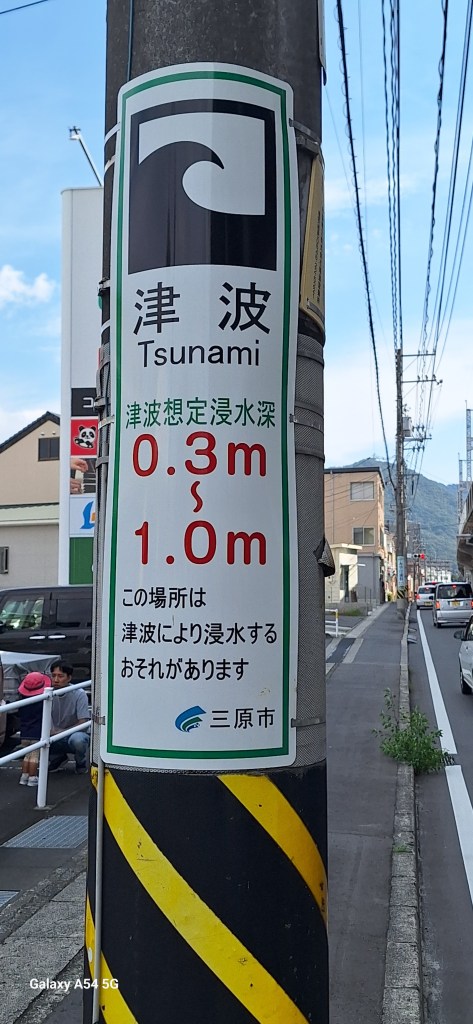 津波
Tsunami
津波想定浸水深
0.3m
～
1.0m
この場所は
津波により浸水する
おそれがあります
三原市
Galaxy A54 5G